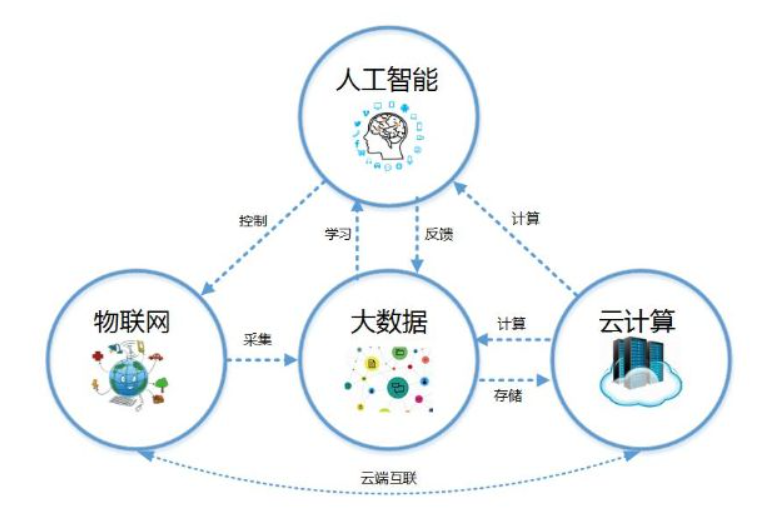 人工智能
控制
学习
反馈
计算
物联网
采集
大数据
计算
存储
云计算
云端互联